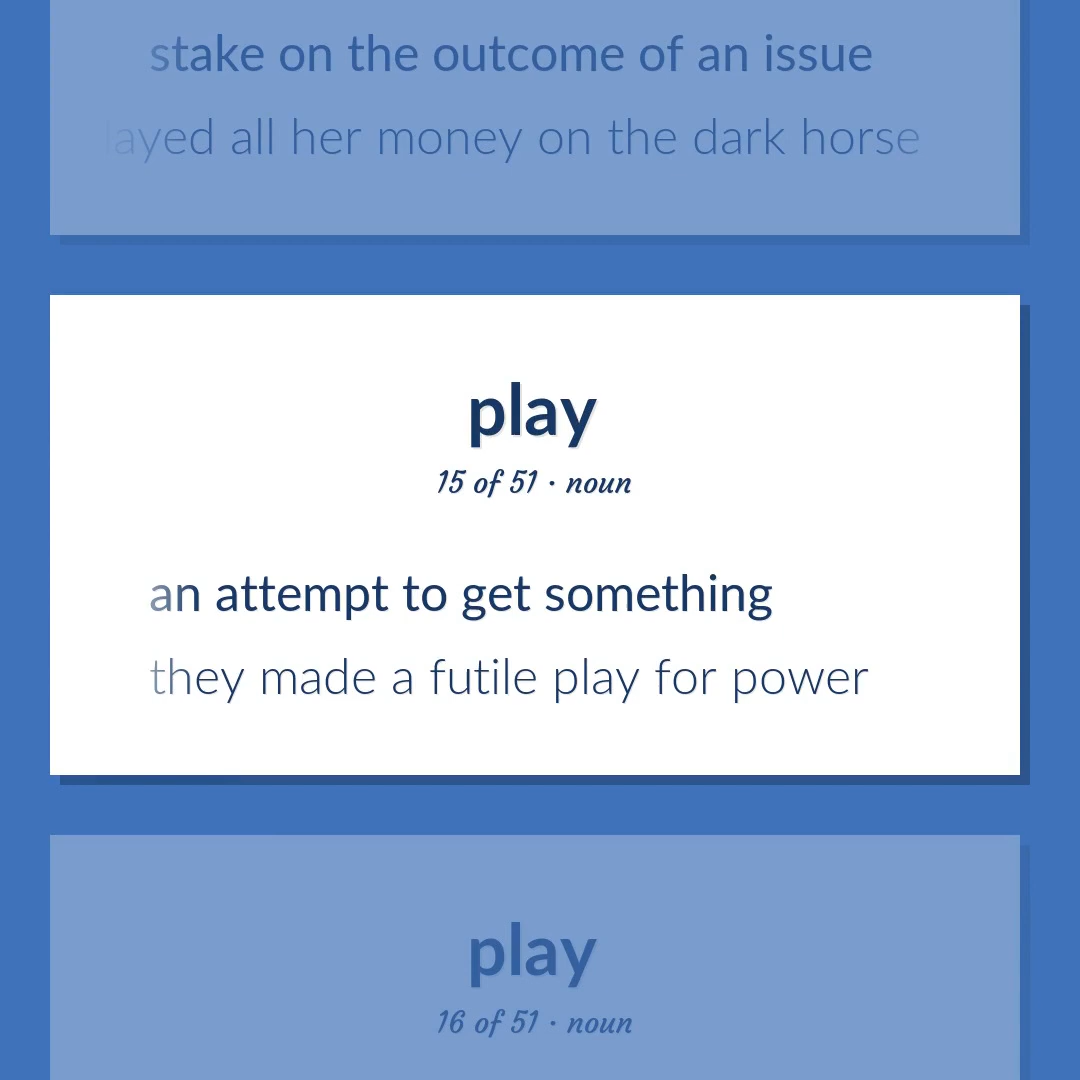 stake on the outcome of an issue
layed all her money on the dark horse
play
15 of 51 · noun
an attempt to get something
they made a futile play for power
play
16 of 51 · noun